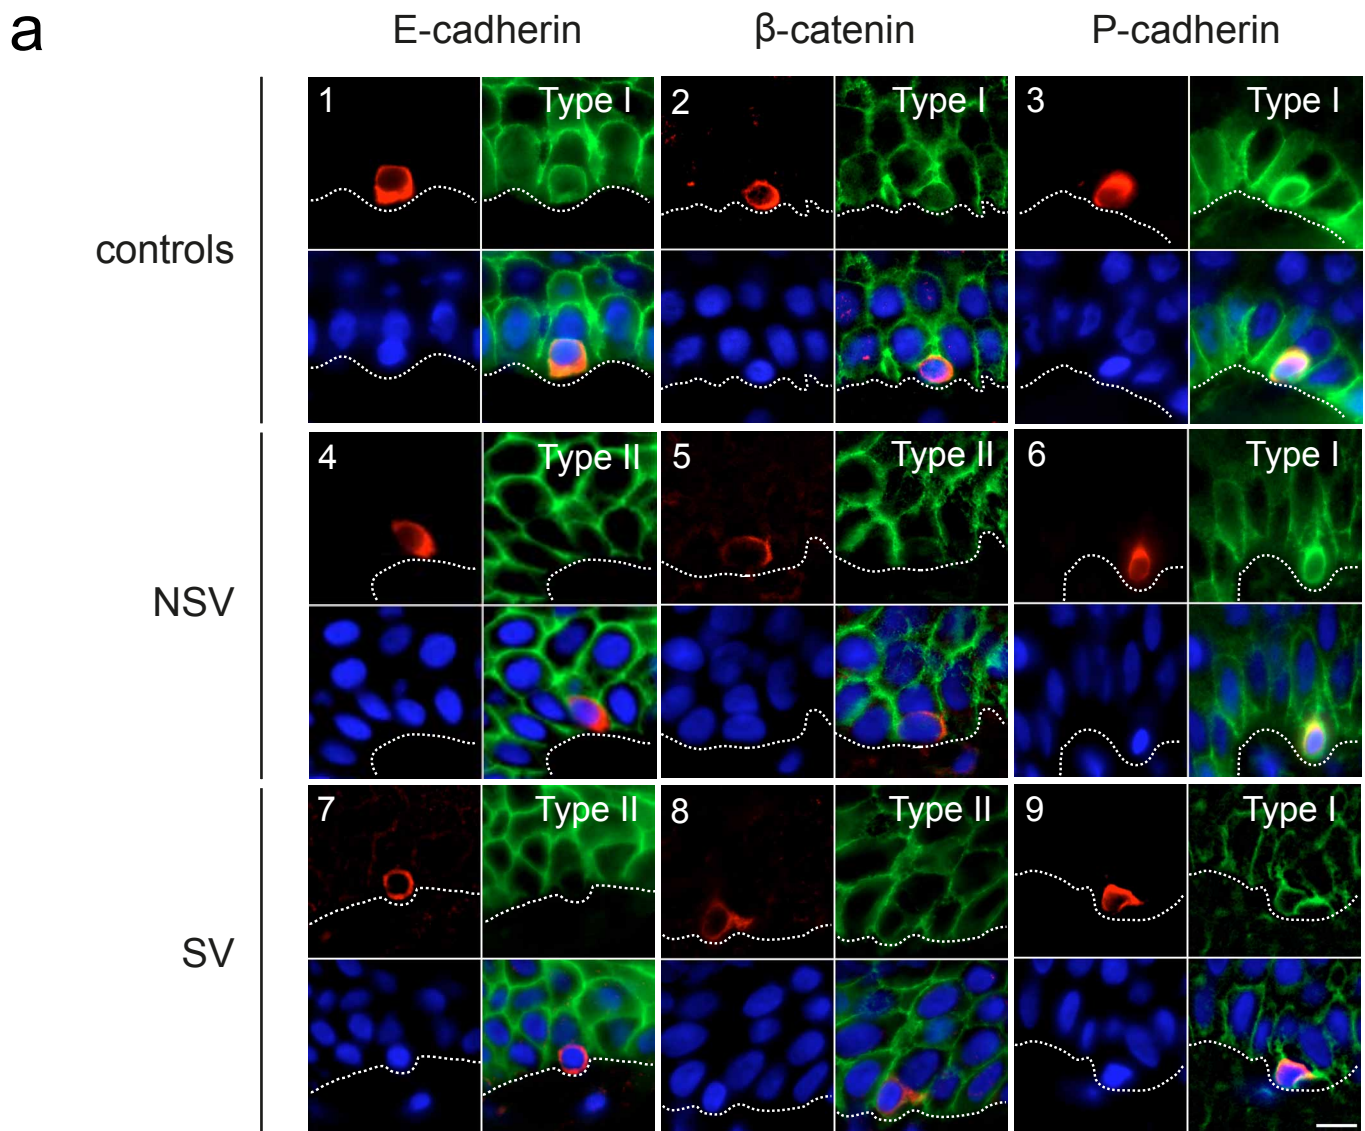 a
E-cadherin β-catenin P-cadherin
controls
1 Type I 2 Type I 3 Type I
NSV
4 Type II 5 Type II 6 Type I
SV
7 Type II 8 Type II 9 Type I